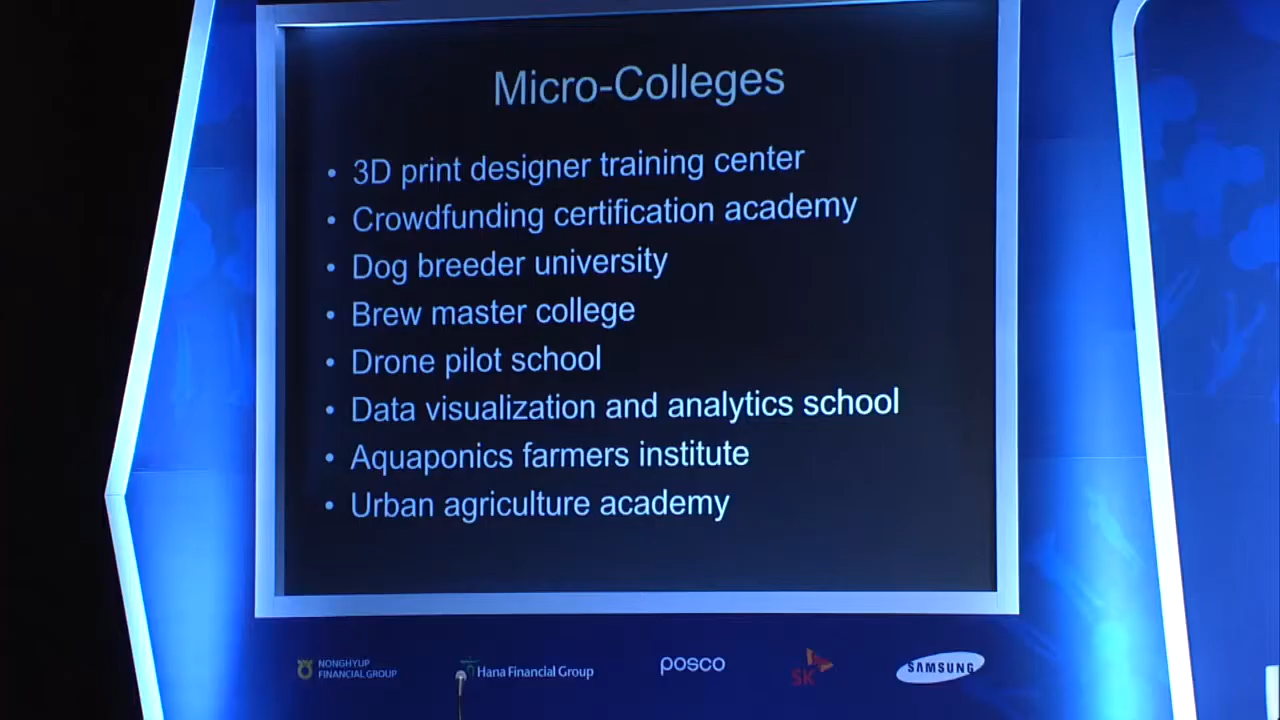 Micro-Colleges
• 3D print designer training center
• Crowdfunding certification academy
• Dog breeder university
• Brew master college
• Drone pilot school
• Data visualization and analytics school
• Aquaponics farmers institute
• Urban agriculture academy
NONGHYUP
FINANCIAL GROUP
Hana Financial Group
posco
SK
SAMSUNG